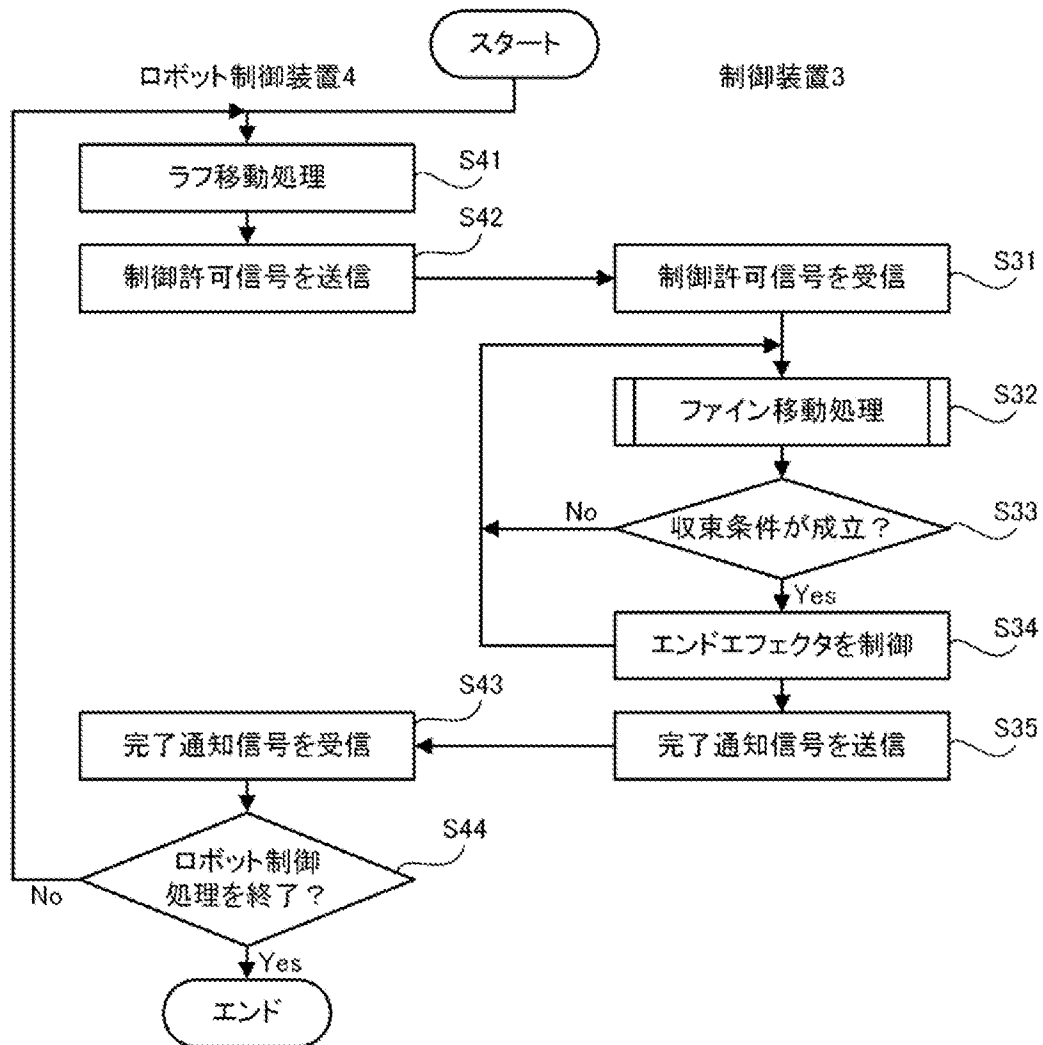 スタート
ロボット制御装置4
制御装置3
ラフ移動処理
S41
制御許可信号を送信
S42
制御許可信号を受信
S31
ファイン移動処理
S32
収束条件が成立？
S33
No
Yes
エンドエフェクタを制御
S34
完了通知信号を受信
S43
完了通知信号を送信
S35
ロボット制御
処理を終了？
S44
No
Yes
エンド